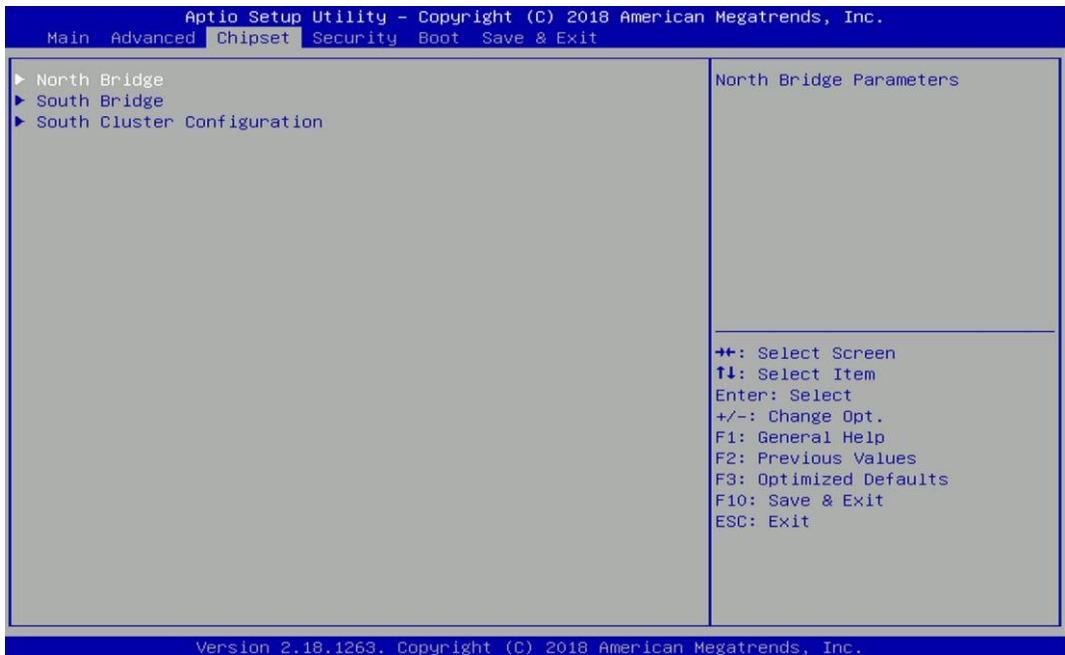 Aptio Setup Utility – Copyright (C) 2018 American Megatrends, Inc.
Main Advanced Chipset Security Boot Save & Exit
▶ North Bridge
▶ South Bridge
▶ South Cluster Configuration
North Bridge Parameters
→←: Select Screen
↑↓: Select Item
Enter: Select
+/-: Change Opt.
F1: General Help
F2: Previous Values
F3: Optimized Defaults
F10: Save & Exit
ESC: Exit
Version 2.18.1263. Copyright (C) 2018 American Megatrends, Inc.